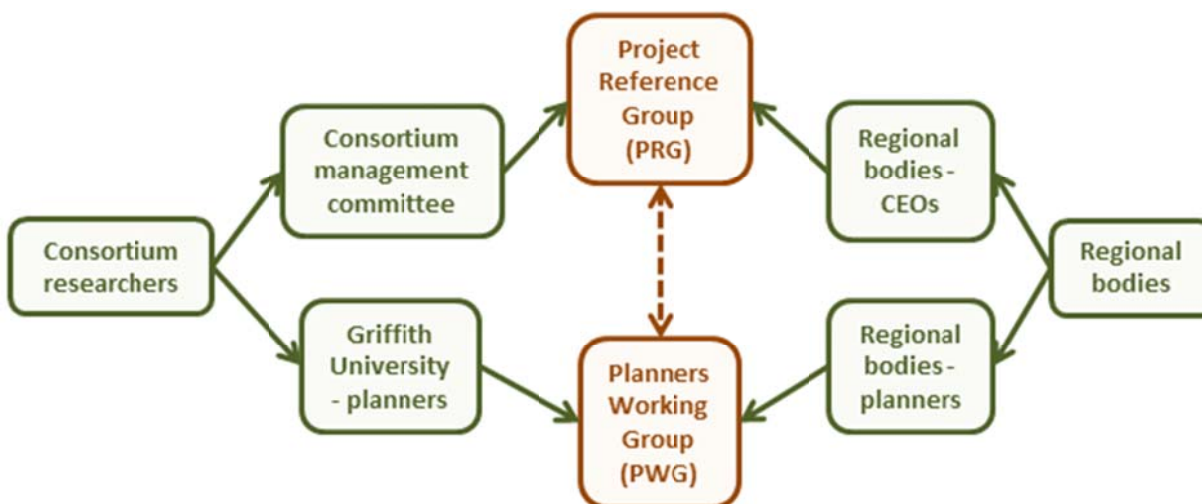 Project
Reference
Group
(PRG)
Consortium
management
committee
Regional
bodies-
CEOs
Consortium
researchers
Regional
bodies
Griffith
University
- planners
Planners
Working
Group
(PWG)
Regional
bodies-
planners